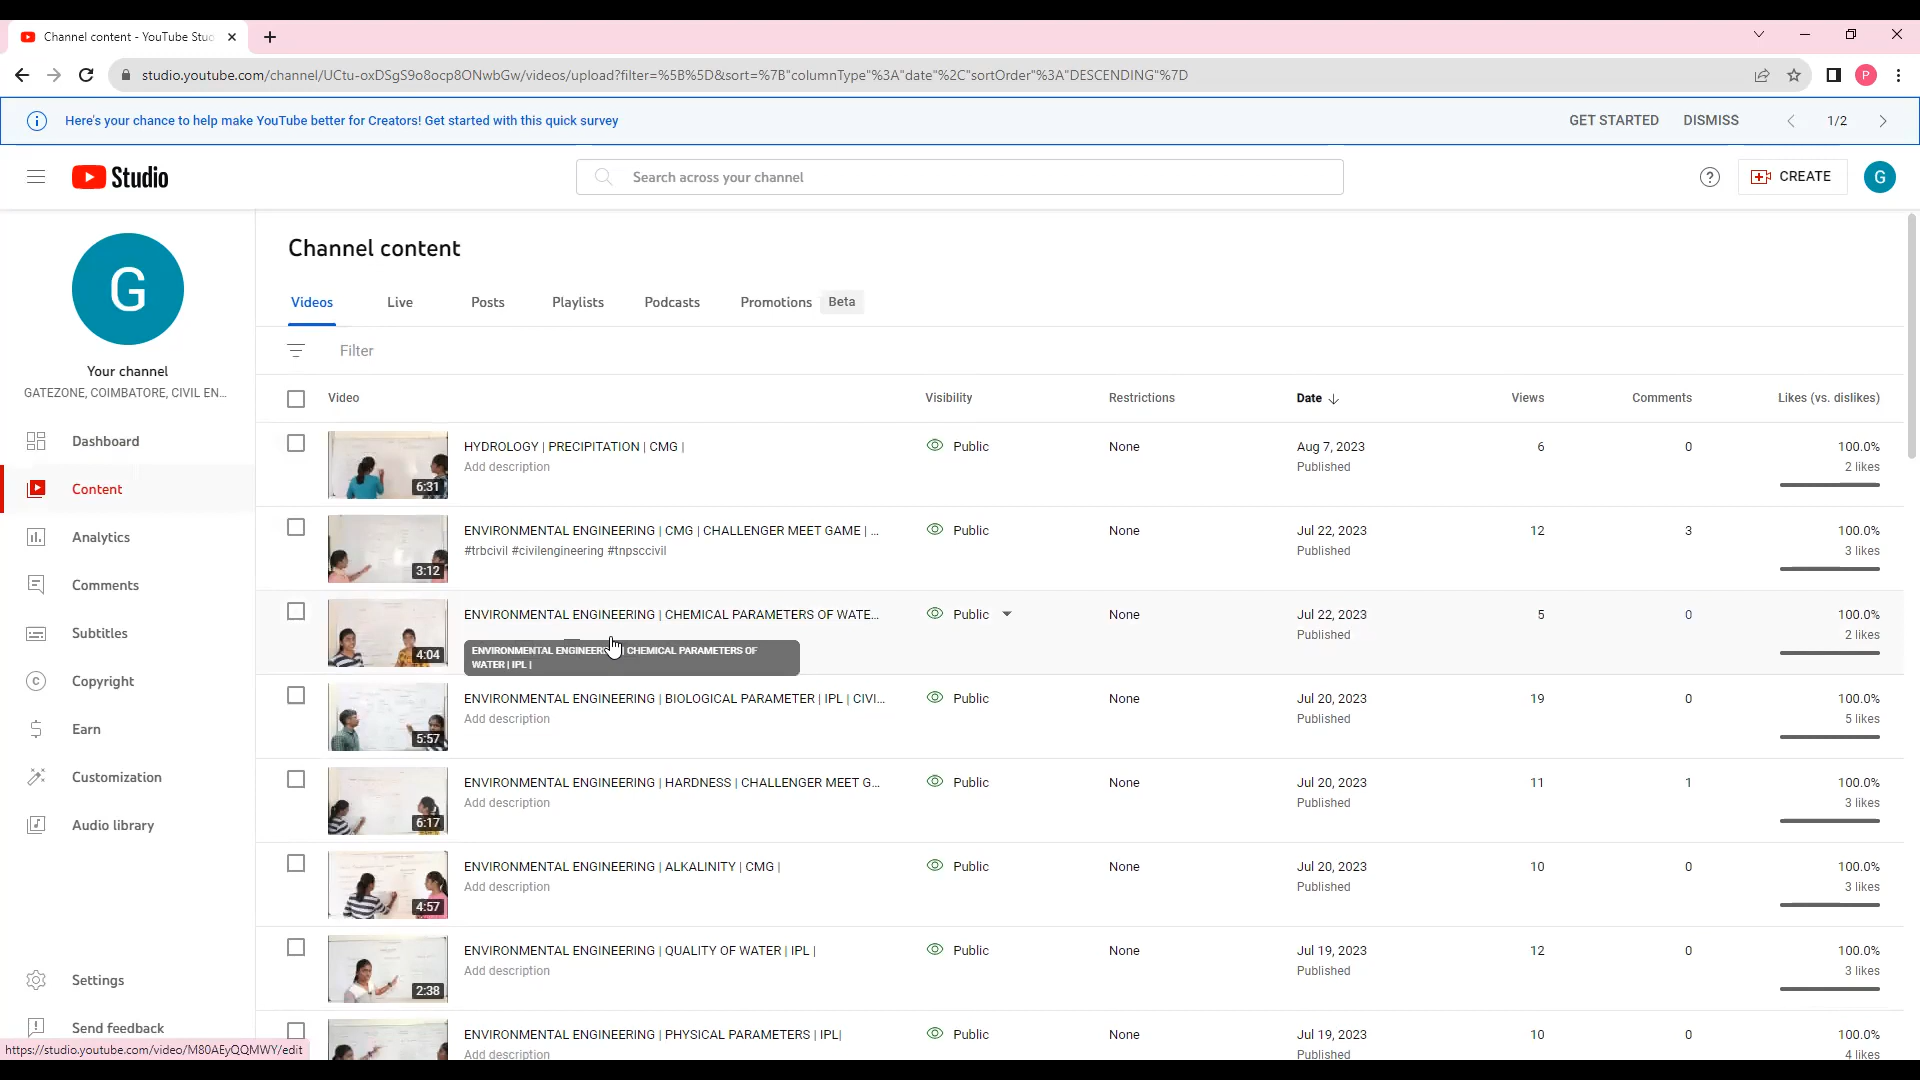 Channel content - YouTube Stud
studio.youtube.com/channel/UCtu-oxDSgS9o8ocp8ONwbGw/videos/upload?filter=%5B%5D&sort=%7B"columnType"%3A"date"%2C"sortOrder"%3A"DESCENDING"%7D
P
Here's your chance to help make YouTube better for Creators! Get started with this quick survey
GET STARTED
DISMISS
1/2
Studio
Search across your channel
CREATE
G
G
Your channel
GATEZONE, COIMBATORE, CIVIL EN...
Dashboard
Content
Analytics
Comments
Subtitles
Copyright
Earn
Customization
Audio library
Settings
Send feedback
https://studio.youtube.com/video/M80AEyQQMWY/edit
Channel content
Videos Live Posts Playlists Podcasts Promotions Beta
Filter
Video Visibility Restrictions Date Views Comments Likes (vs. dislikes)
HYDROLOGY | PRECIPITATION | CMG | Public None Aug 7, 2023 6 0 100.0%
Add description Published 2 likes
6:31
ENVIRONMENTAL ENGINEERING | CMG | CHALLENGER MEET GAME | ... Public None Jul 22, 2023 12 3 100.0%
#trbcivil #civilengineering #tnpsccivil Published 3 likes
3:12
ENVIRONMENTAL ENGINEERING | CHEMICAL PARAMETERS OF WATE... Public None Jul 22, 2023 5 0 100.0%
Published 2 likes
4:04
ENVIRONMENTAL ENGINEER | CHEMICAL PARAMETERS OF
WATER | IPL |
ENVIRONMENTAL ENGINEERING | BIOLOGICAL PARAMETER | IPL | CIVI... Public None Jul 20, 2023 19 0 100.0%
Add description Published 5 likes
5:57
ENVIRONMENTAL ENGINEERING | HARDNESS | CHALLENGER MEET G... Public None Jul 20, 2023 11 1 100.0%
Add description Published 3 likes
6:17
ENVIRONMENTAL ENGINEERING | ALKALINITY | CMG | Public None Jul 20, 2023 10 0 100.0%
Add description Published 3 likes
4:57
ENVIRONMENTAL ENGINEERING | QUALITY OF WATER | IPL | Public None Jul 19, 2023 12 0 100.0%
Add description Published 3 likes
2:38
ENVIRONMENTAL ENGINEERING | PHYSICAL PARAMETERS | IPL| Public None Jul 19, 2023 10 0 100.0%
Add description Published 4 likes